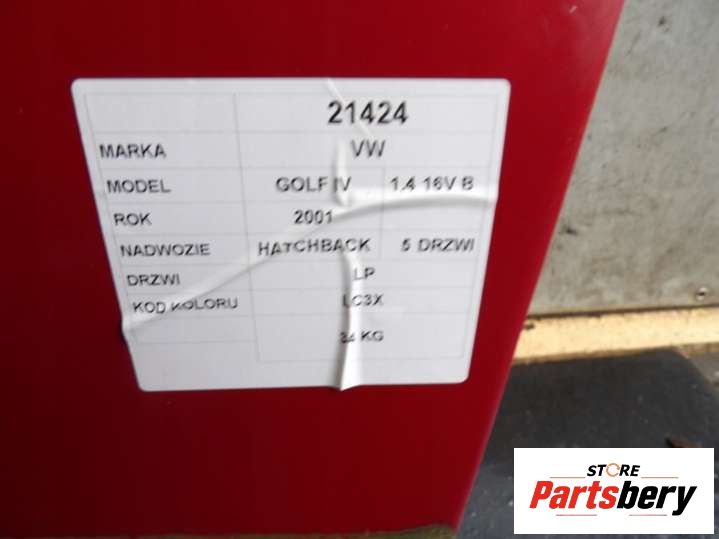 21424
MARKA VW
MODEL GOLF IV 1.4 16V B
ROK 2001
NADWOZIE HATCHBACK 5 DRZWI
DRZWI LP
KOD KOLORU LC3X
34 KG
STORE
Partsbery